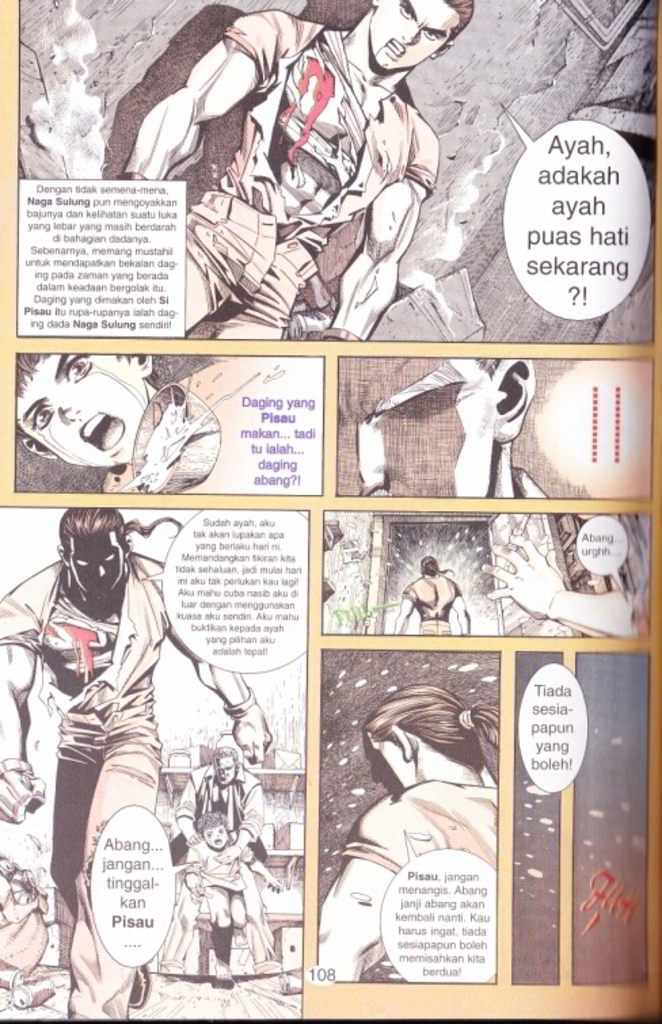 Ayah,
adakah
ayah
puas hati
sekarang
?!
Dengan tidak semena-mena,
Naga Sulung pun mengoyakkan
bajunya dan kelihatan suatu luka
yang lebar yang masih berdarah
di bahagian dadanya.
Sebenarnya, memang mustahil
untuk mendapatkan bekalan dag-
ing pada zaman yang berada
dalam keadaan bergolak itu.
Daging yang dimakan oleh Si
Pisau itu rupa-rupanya ialah dag-
ing dada Naga Sulung sendiri!
Daging yang
Pisau
makan... tadi
tu ialah...
daging
abang?!
Sudah ayah, aku
tak akan lupakan apa
yang berlaku hari ni.
Memandangkan fikiran kita
tidak sehaluan, jadi mulai hari
ini aku tak perlukan kau lagi!
Aku mahu cuba nasib aku di
luar dengan menggunakan
kuasa aku sendiri. Aku mahu
buktikan kepada ayah
yang pilihan aku
adalah tepat!
Abang...
jangan...
tinggal-
kan
Pisau
....
Abang...
urghh...
Pisau, jangan
menangis. Abang
janji abang akan
kembali nanti. Kau
harus ingat, tiada
sesiapapun boleh
memisahkan kita
berdua!
Tiada
sesia-
papun
yang
boleh!
108